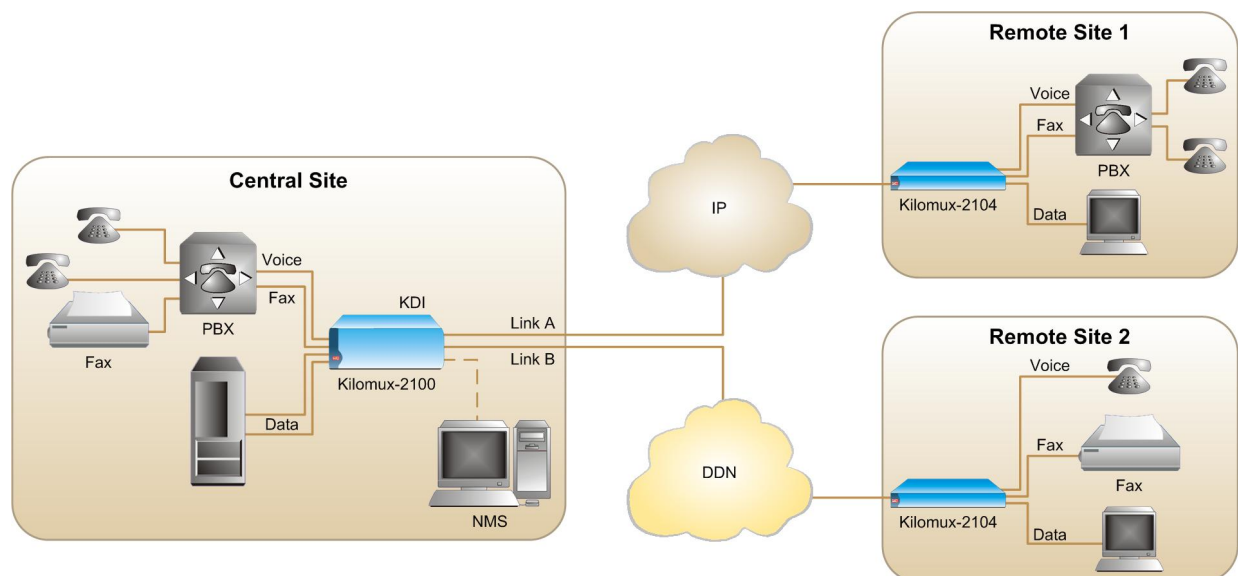 Central Site
Voice
Fax
PBX
Fax
Data
KDI
Kilomux-2100
NMS
Link A
Link B
IP
DDN
Remote Site 1
Voice
Fax
PBX
Kilomux-2104
Data
Remote Site 2
Voice
Fax
Fax
Kilomux-2104
Data